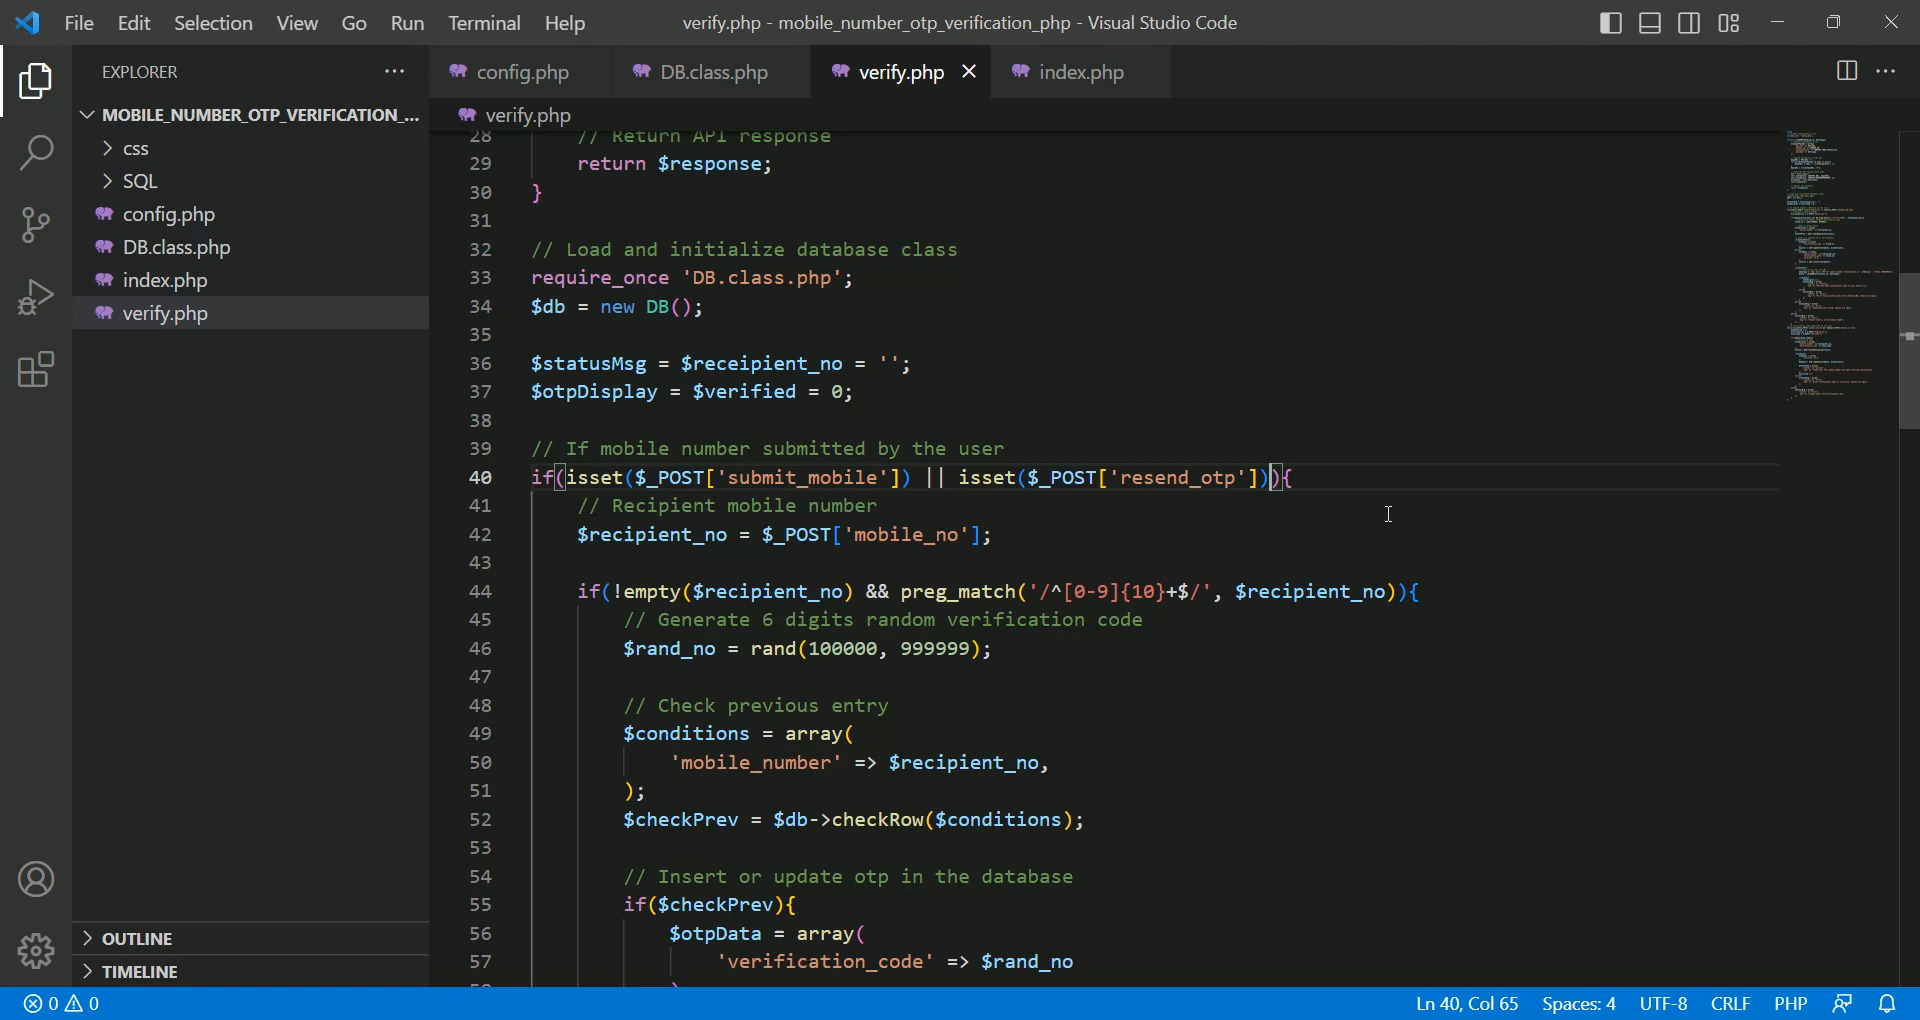 File Edit Selection View Go Run Terminal Help verify.php - mobile_number_otp_verification_php - Visual Studio Code
EXPLORER
MOBILE_NUMBER_OTP_VERIFICATION_...
css
SQL
config.php
DB.class.php
index.php
verify.php
OUTLINE
TIMELINE
config.php DB.class.php verify.php index.php
verify.php
28 // Return API response
29 return $response;
30 }
31
32 // Load and initialize database class
33 require_once 'DB.class.php';
34 $db = new DB();
35
36 $statusMsg = $receipient_no = '';
37 $otpDisplay = $verified = 0;
38
39 // If mobile number submitted by the user
40 if(isset($_POST['submit_mobile']) || isset($_POST['resend_otp'])){
41 // Recipient mobile number
42 $recipient_no = $_POST['mobile_no'];
43
44 if(!empty($recipient_no) && preg_match('/^[0-9]{10}+$/', $recipient_no)){
45 // Generate 6 digits random verification code
46 $rand_no = rand(100000, 999999);
47
48 // Check previous entry
49 $conditions = array(
50 'mobile_number' => $recipient_no,
51 );
52 $checkPrev = $db->checkRow($conditions);
53
54 // Insert or update otp in the database
55 if($checkPrev){
56 $otpData = array(
57 'verification_code' => $rand_no
0 0 Ln 40, Col 65 Spaces: 4 UTF-8 CRLF PHP